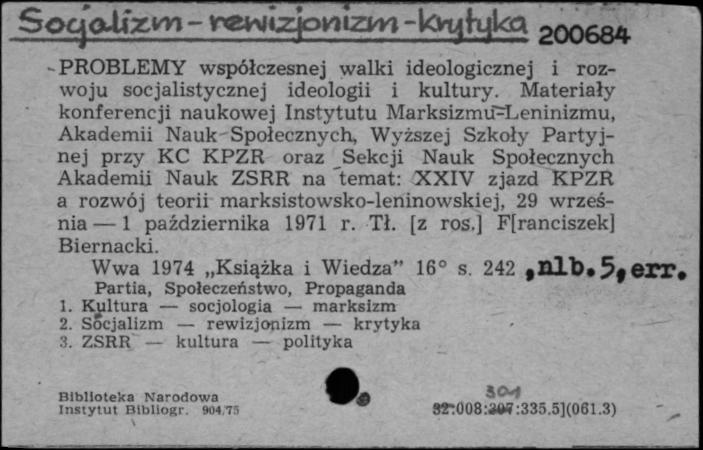 Socjalizm - rewizjonizm - krytyka 200684
PROBLEMY współczesnej walki ideologicznej i roz-
woju socjalistycznej ideologii i kultury. Materiały
konferencji naukowej Instytutu Marksizmu-Leninizmu,
Akademii Nauk Społecznych, Wyższej Szkoły Partyj-
nej przy KC KPZR oraz Sekcji Nauk Społecznych
Akademii Nauk ZSRR na temat: XXIV zjazd KPZR
a rozwój teorii marksistowsko-leninowskiej, 29 wrześ-
nia — 1 października 1971 r. Tł. [z ros.] F[ranciszek]
Biernacki.
Wwa 1974 „Książka i Wiedza” 16° s. 242, nlb. 5, err.
Partia, Społeczeństwo, Propaganda
1. Kultura — socjologia — marksizm
2. Socjalizm — rewizjonizm — krytyka
3. ZSRR — kultura — polityka
301
Biblioteka Narodowa
Instytut Bibliogr. 904/75
32:008:307:335.5](061.3)